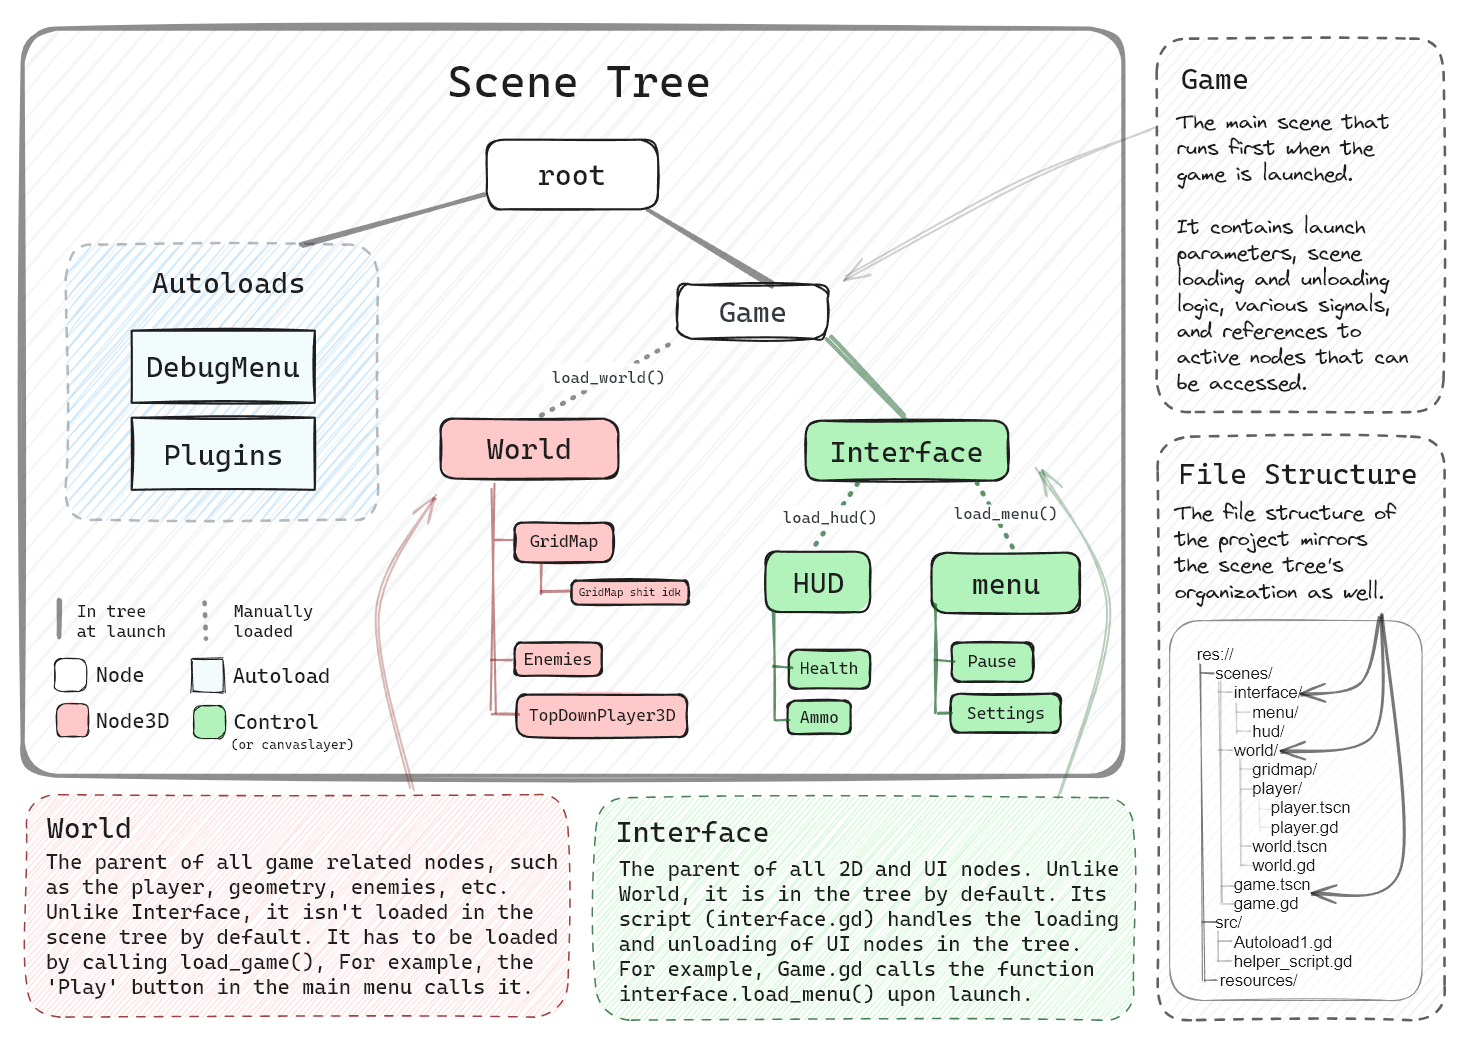 Scene Tree
root
Autoloads
DebugMenu
Plugins
Game
load_world()
World
Interface
GridMap
GridMap shit idk
Enemies
TopDownPlayer3D
load_hud()
load_menu()
HUD
menu
Health
Ammo
Pause
Settings
In tree
at launch
Manually
loaded
Node
Autoload
Node3D
Control
(or canvaslayer)
World
The parent of all game related nodes, such
as the player, geometry, enemies, etc.
Unlike Interface, it isn't loaded in the
scene tree by default. It has to be loaded
by calling load_game(), For example, the
'Play' button in the main menu calls it.
Interface
The parent of all 2D and UI nodes. Unlike
World, it is in the tree by default. Its
script (interface.gd) handles the loading
and unloading of UI nodes in the tree.
For example, Game.gd calls the function
interface.load_menu() upon launch.
Game
The main scene that
runs first when the
game is launched.
It contains launch
parameters, scene
loading and unloading
logic, various signals,
and references to
active nodes that can
be accessed.
File Structure
The file structure of
the project mirrors
the scene tree's
organization as well.
res://
scenes/
interface/
menu/
hud/
world/
gridmap/
player/
player.tscn
player.gd
world.tscn
world.gd
game.tscn
game.gd
src/
Autoload1.gd
helper_script.gd
resources/